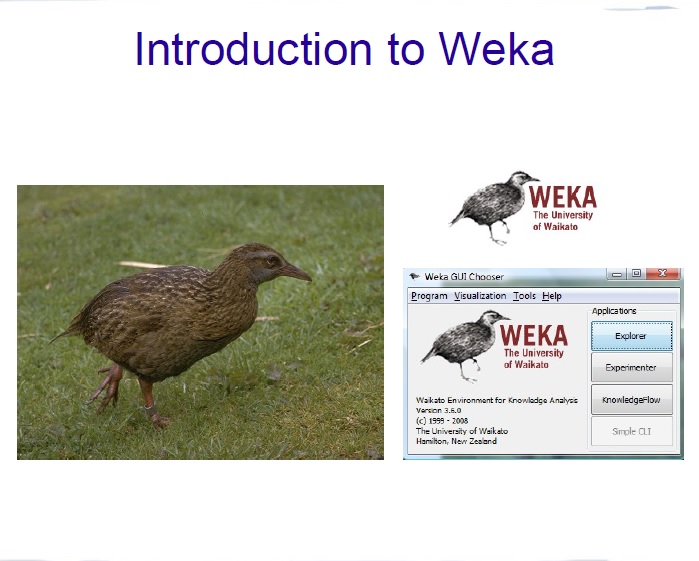 Introduction to Weka
WEKA
The University
of Waikato
Weka GUI Chooser
Program Visualization Tools Help
WEKA
The University
of Waikato
Waikato Environment for Knowledge Analysis
Version 3.6.0
(c) 1999 - 2008
The University of Waikato
Hamilton, New Zealand
Applications
Explorer
Experimenter
KnowledgeFlow
Simple CLI